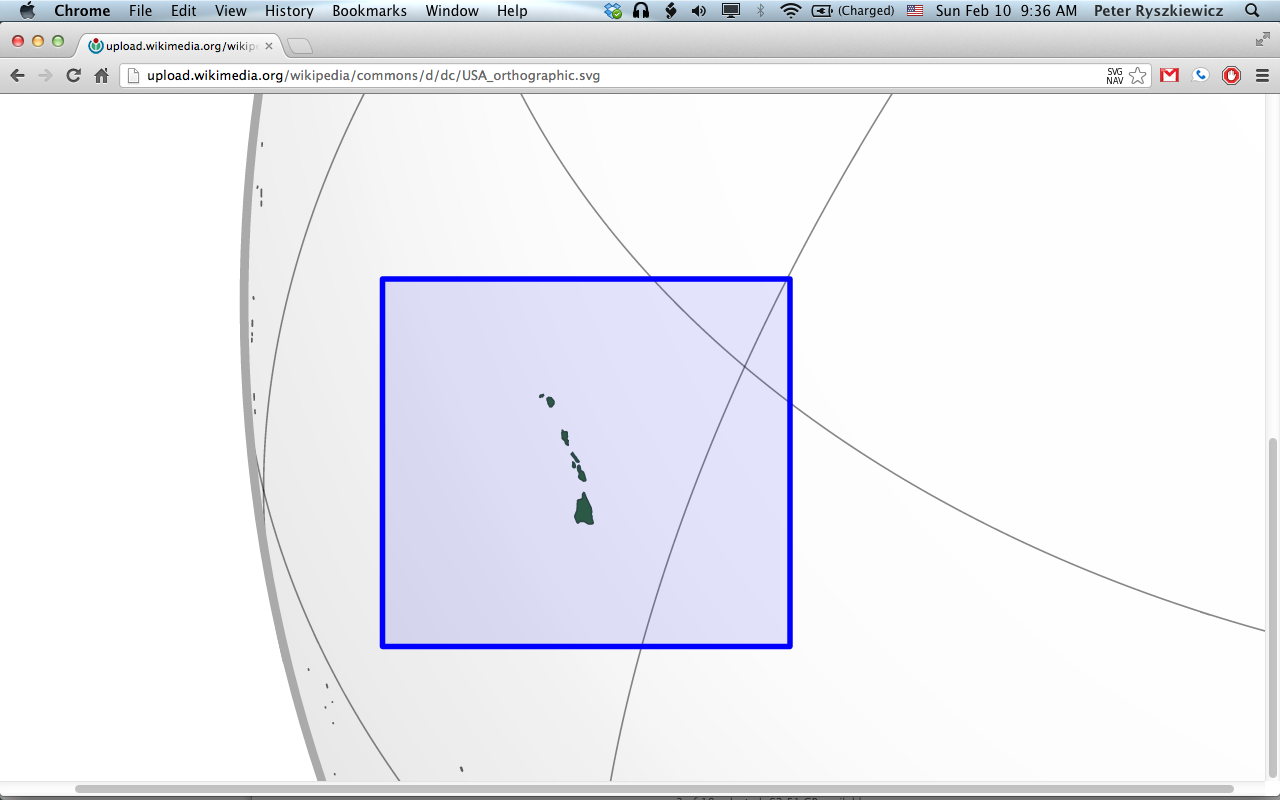 Chrome File Edit View History Bookmarks Window Help (Charged) Sun Feb 10 9:36 AM Peter Ryszkiewicz
upload.wikimedia.org/wikip
upload.wikimedia.org/wikipedia/commons/d/dc/USA_orthographic.svg
SVG
NAV